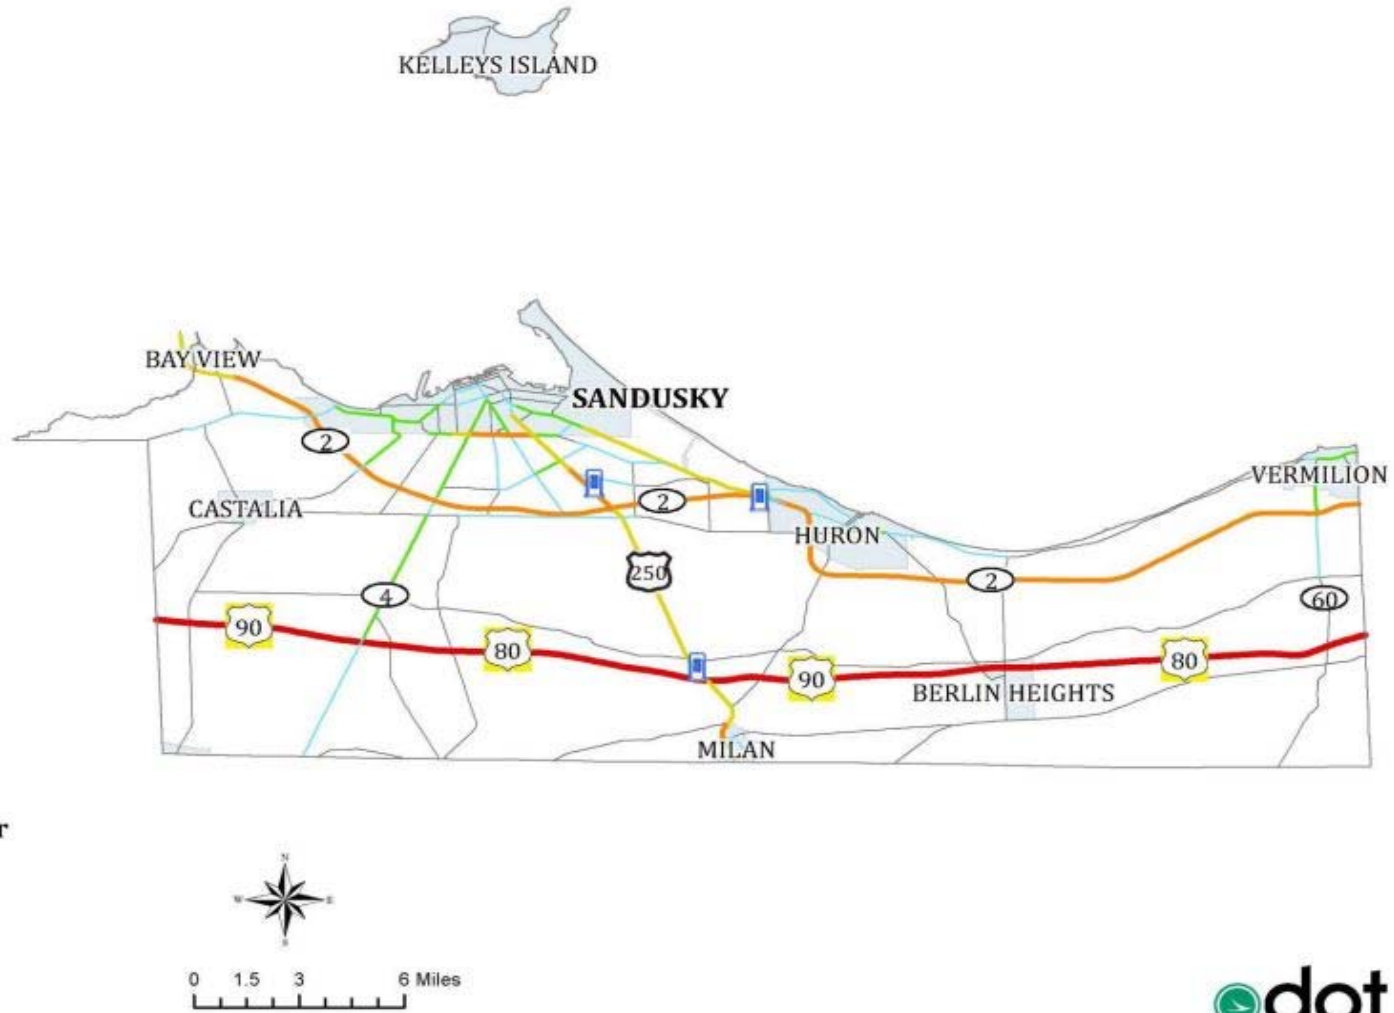 KELLEYS ISLAND
BAY VIEW
SANDUSKY
2
VERMILION
CASTALIA
2
HURON
250
2
4
60
90
80
90
80
BERLIN HEIGHTS
MILAN
r
N
W E
S
0 1.5 3 6 Miles
dot